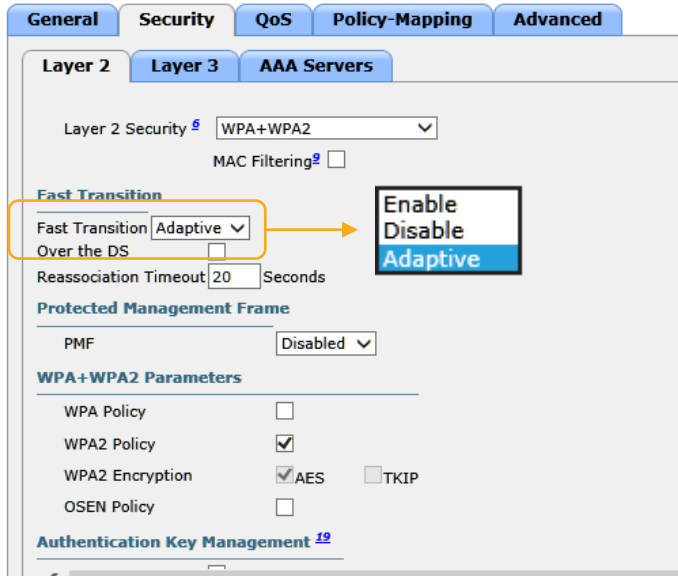 General Security QoS Policy-Mapping Advanced
Layer 2 Layer 3 AAA Servers
Layer 2 Security 6 WPA+WPA2
MAC Filtering 9
Fast Transition
Fast Transition Adaptive
Over the DS
Reassociation Timeout 20 Seconds
Enable
Disable
Adaptive
Protected Management Frame
PMF Disabled
WPA+WPA2 Parameters
WPA Policy
WPA2 Policy
WPA2 Encryption AES TKIP
OSEN Policy
Authentication Key Management 19